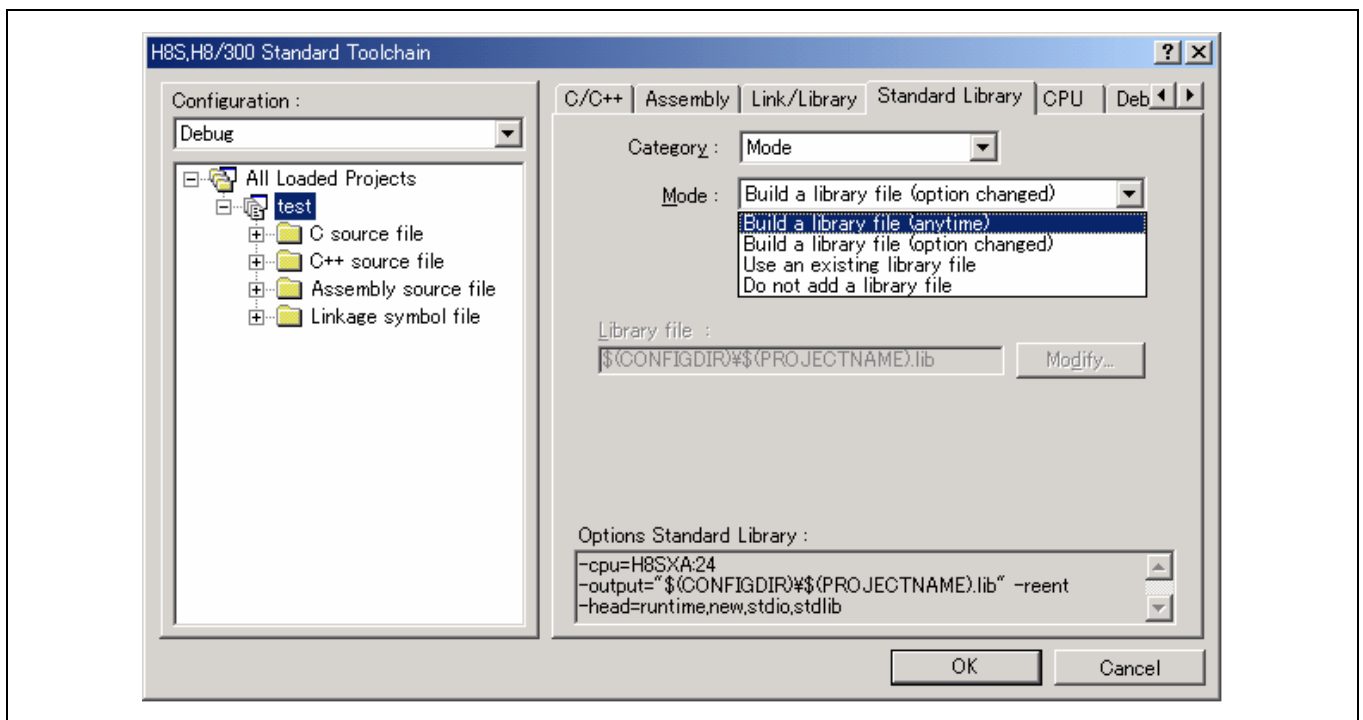 H8S,H8/300 Standard Toolchain
Configuration :
Debug
All Loaded Projects
test
C source file
C++ source file
Assembly source file
Linkage symbol file
C/C++ Assembly Link/Library Standard Library CPU Deb
Category : Mode
Mode : Build a library file (option changed)
Build a library file (anytime)
Build a library file (option changed)
Use an existing library file
Do not add a library file
Library file :
$(CONFIGDIR)¥$(PROJECTNAME).lib Modify...
Options Standard Library :
-cpu=H8SXA:24
-output="$(CONFIGDIR)¥$(PROJECTNAME).lib" -reent
-head=runtime,new,stdio,stdlib
OK Cancel